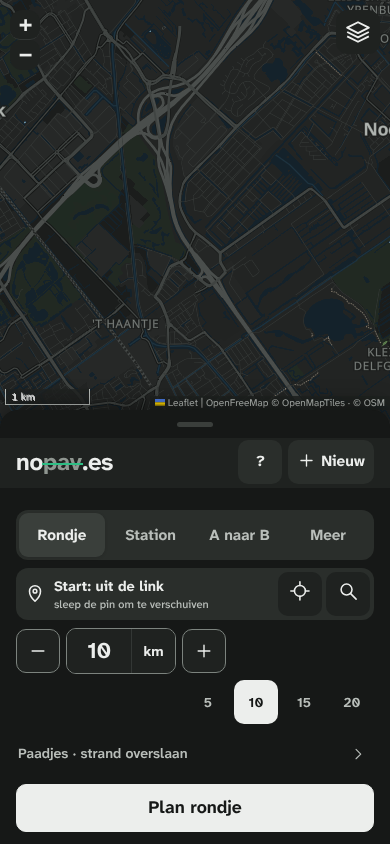 +
−
No
'T HAANTJE
KLE
DELFG
1 km
Leaflet | OpenFreeMap © OpenMapTiles · © OSM
nopav.es
?
+ Nieuw
Rondje
Station
A naar B
Meer
Start: uit de link
sleep de pin om te verschuiven
− 10 km +
5 10 15 20
Paadjes · strand overslaan
Plan rondje